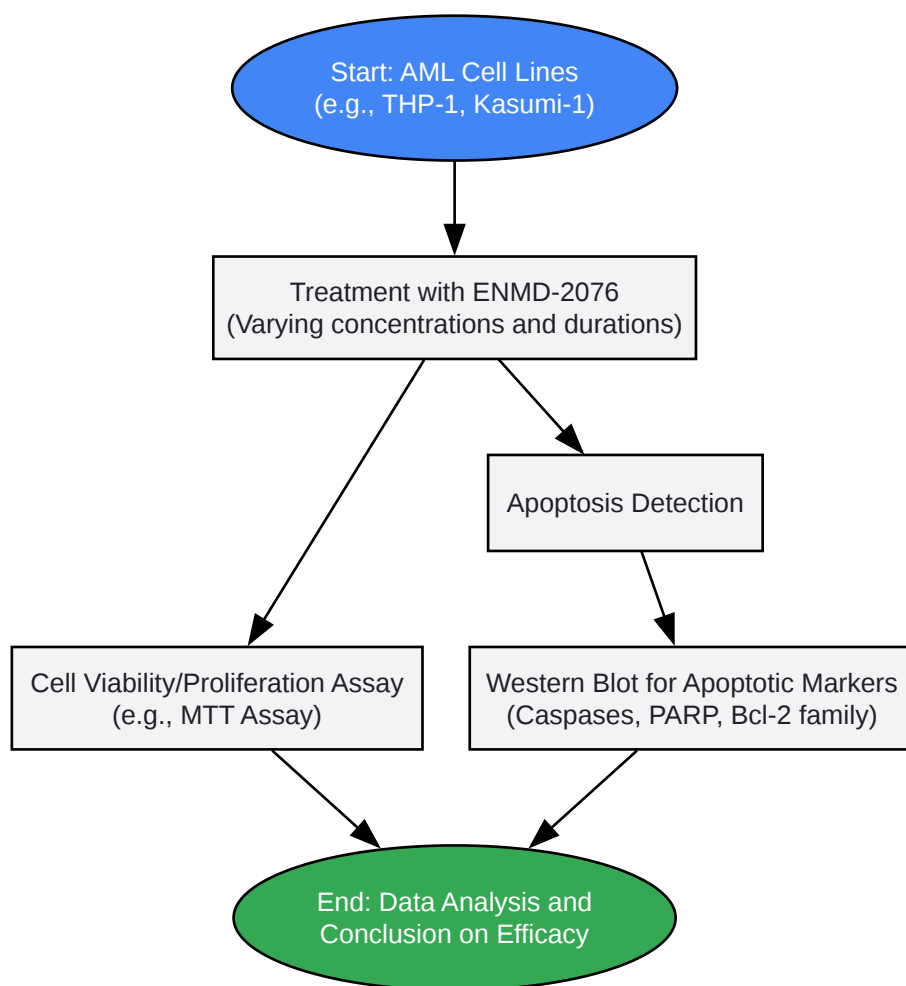 Start: AML Cell Lines
(e.g., THP-1, Kasumi-1)
Treatment with ENMD-2076
(Varying concentrations and durations)
Apoptosis Detection
Cell Viability/Proliferation Assay
(e.g., MTT Assay)
Western Blot for Apoptotic Markers
(Caspases, PARP, Bcl-2 family)
End: Data Analysis and
Conclusion on Efficacy